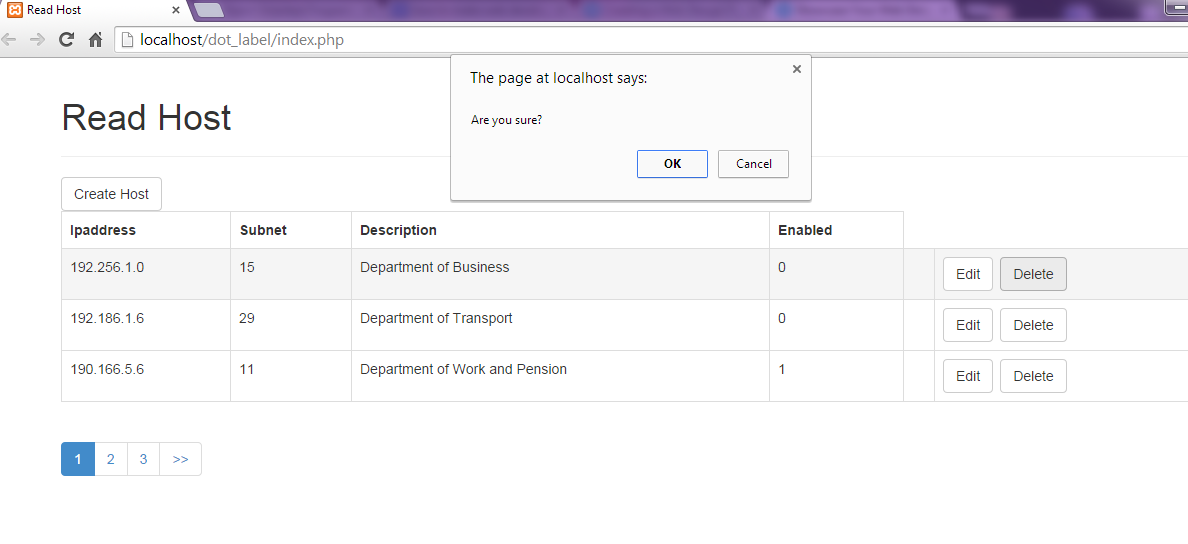 Read Host
localhost/dot_label/index.php
The page at localhost says:
Are you sure?
OK Cancel
Read Host
Create Host
Ipaddress Subnet Description Enabled
192.256.1.0 15 Department of Business 0 Edit Delete
192.186.1.6 29 Department of Transport 0 Edit Delete
190.166.5.6 11 Department of Work and Pension 1 Edit Delete
1 2 3 >>